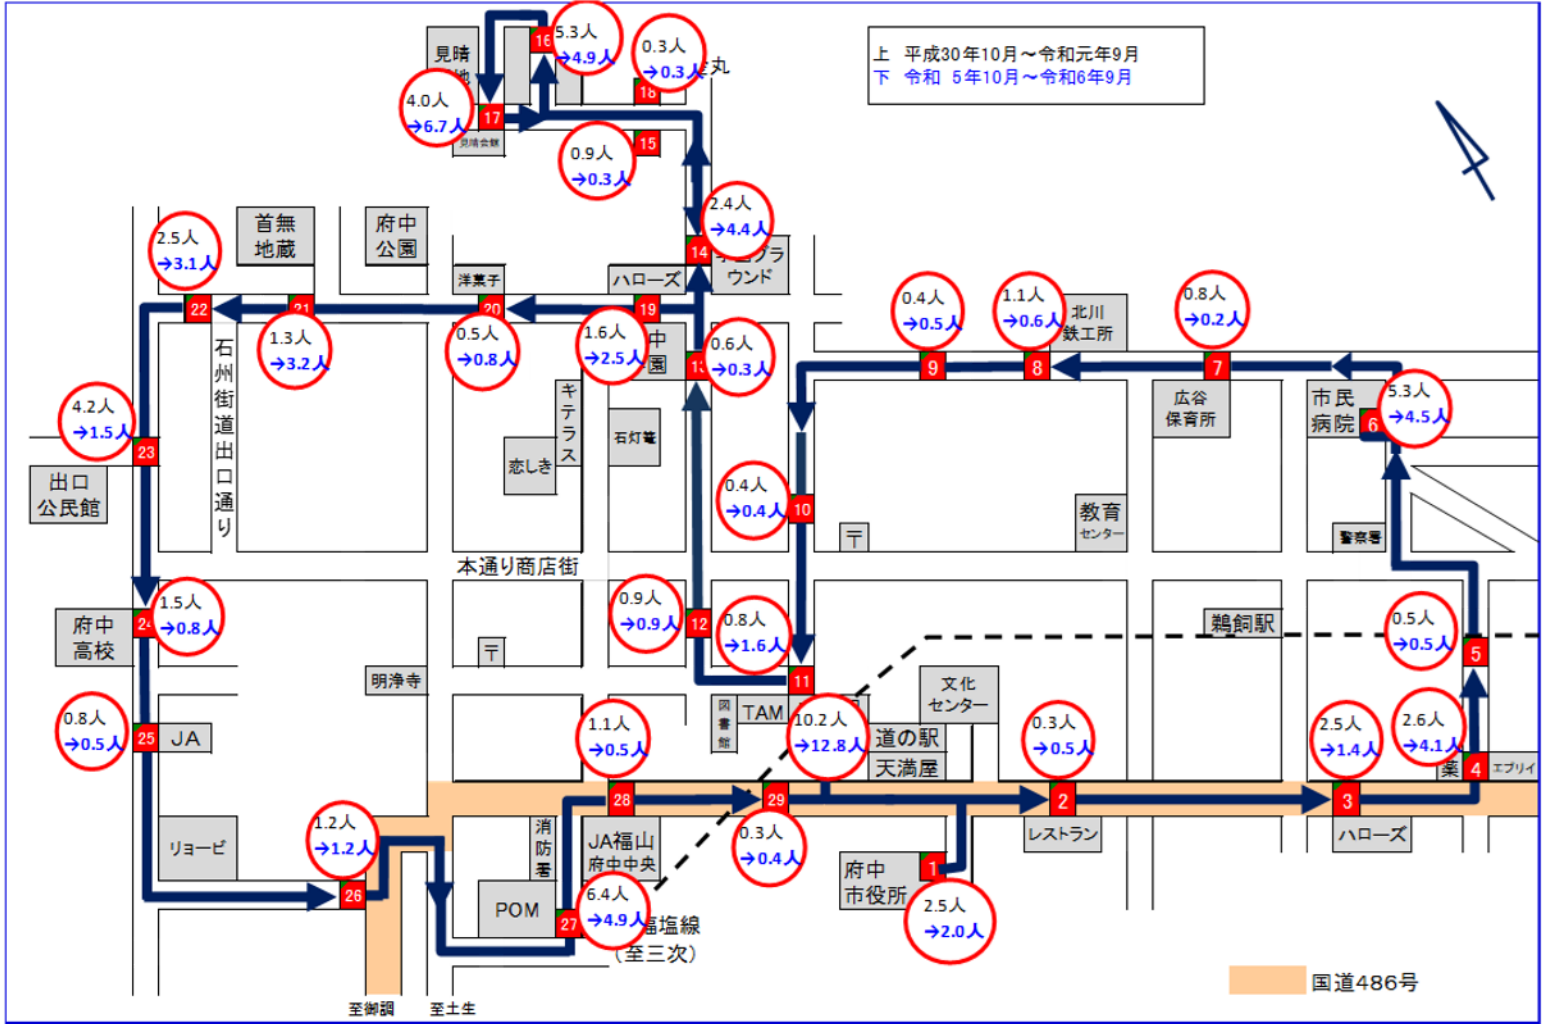 上 平成30年10月～令和元年9月
下 令和 5年10月～令和6年9月
見晴
地
16
5.3人
→4.9人
0.3人
→0.3人
丸
18
4.0人
→6.7人
17
見晴会館
15
0.9人
→0.3人
2.4人
→4.4人
14
ウンド
首無
地蔵
府中
公園
2.5人
→3.1人
洋菓子
ハローズ
22
21
20
19
1.3人
→3.2人
0.5人
→0.8人
1.6人
→2.5人
中
園
13
0.6人
→0.3人
0.4人
→0.5人
1.1人
→0.6人
北川
鉄工所
0.8人
→0.2人
9
8
7
広谷
保育所
市民
病院
6
5.3人
→4.5人
石州街道出口通り
キテラス
石灯篭
恋しき
4.2人
→1.5人
23
出口
公民館
0.4人
→0.4人
10
〒
教育
センター
警察署
本通り商店街
1.5人
→0.8人
24
府中
高校
0.9人
→0.9人
12
0.8人
→1.6人
11
鵜飼駅
0.5人
→0.5人
5
〒
明浄寺
図書館
TAM
文化
センター
0.8人
→0.5人
25
JA
1.1人
→0.5人
10.2人
→12.8人
道の駅
天満屋
0.3人
→0.5人
2.5人
→1.4人
2.6人
→4.1人
薬
4
エブリイ
28
29
2
3
リョービ
1.2人
→1.2人
26
消防署
JA福山
府中中央
0.3人
→0.4人
レストラン
ハローズ
府中
市役所
1
2.5人
→2.0人
POM
27
6.4人
→4.9人
福塩線
（至三次）
至御調
至土生
国道486号